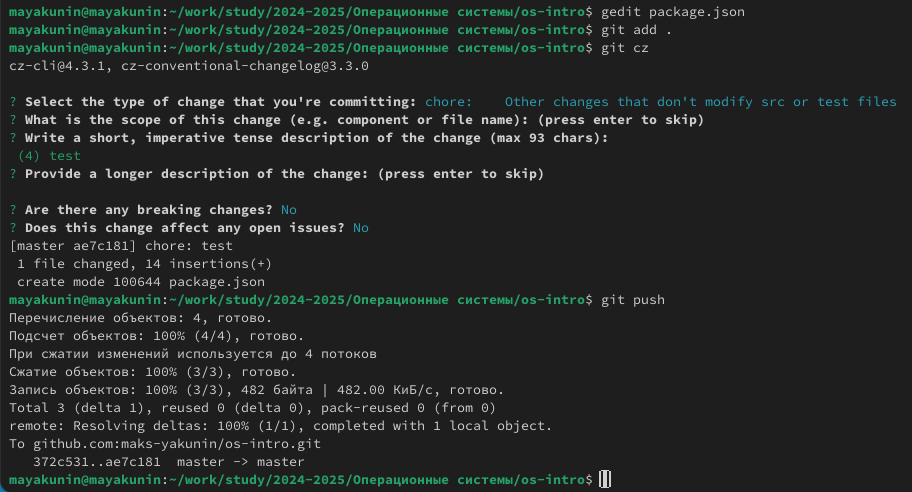 mayakunin@mayakunin:~/work/study/2024-2025/Операционные системы/os-intro$ gedit package.json
mayakunin@mayakunin:~/work/study/2024-2025/Операционные системы/os-intro$ git add .
mayakunin@mayakunin:~/work/study/2024-2025/Операционные системы/os-intro$ git cz
cz-cli@4.3.1, cz-conventional-changelog@3.3.0
? Select the type of change that you're committing: chore:    Other changes that don't modify src or test files
? What is the scope of this change (e.g. component or file name): (press enter to skip)
? Write a short, imperative tense description of the change (max 93 chars):
(4) test
? Provide a longer description of the change: (press enter to skip)
? Are there any breaking changes? No
? Does this change affect any open issues? No
[master ae7c181] chore: test
1 file changed, 14 insertions(+)
create mode 100644 package.json
mayakunin@mayakunin:~/work/study/2024-2025/Операционные системы/os-intro$ git push
Перечисление объектов: 4, готово.
Подсчет объектов: 100% (4/4), готово.
При сжатии изменений используется до 4 потоков
Сжатие объектов: 100% (3/3), готово.
Запись объектов: 100% (3/3), 482 байта | 482.00 КиБ/с, готово.
Total 3 (delta 1), reused 0 (delta 0), pack-reused 0 (from 0)
remote: Resolving deltas: 100% (1/1), completed with 1 local object.
To github.com:maks-yakunin/os-intro.git
372c531..ae7c181  master -> master
mayakunin@mayakunin:~/work/study/2024-2025/Операционные системы/os-intro$